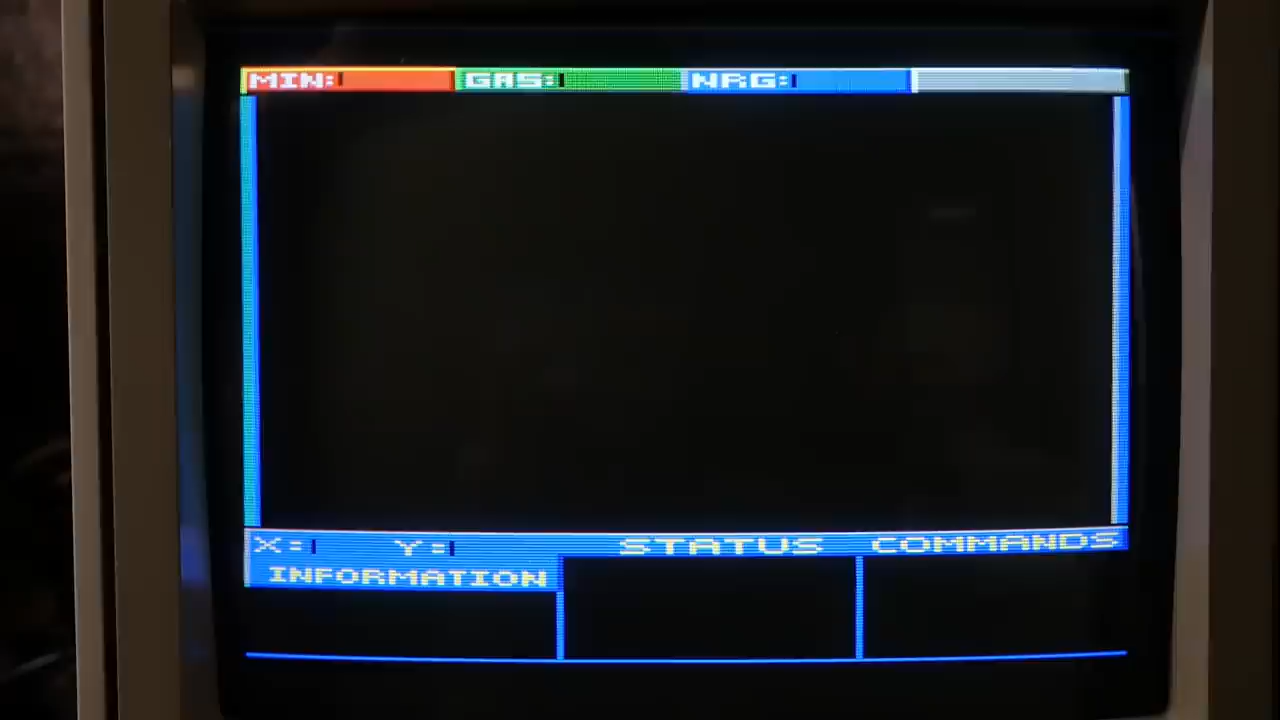 MIN: GAS: NRG:
X= Y= STATUS COMMANDS
INFORMATION